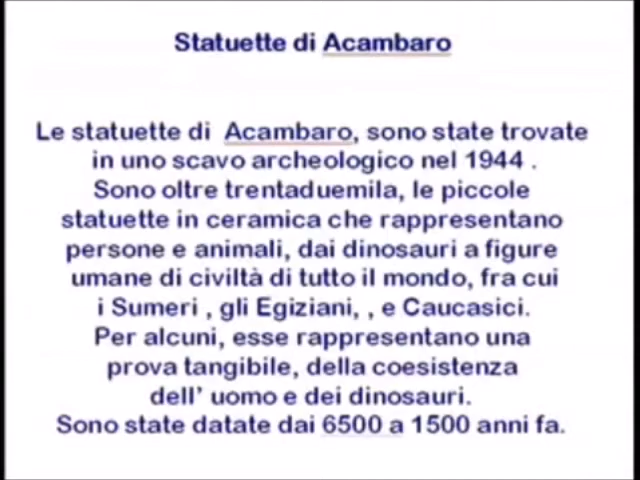 Statuette di Acambaro
Le statuette di Acambaro, sono state trovate
in uno scavo archeologico nel 1944 .
Sono oltre trentaduemila, le piccole
statuette in ceramica che rappresentano
persone e animali, dai dinosauri a figure
umane di civiltà di tutto il mondo, fra cui
i Sumeri , gli Egiziani, , e Caucasici.
Per alcuni, esse rappresentano una
prova tangibile, della coesistenza
dell’ uomo e dei dinosauri.
Sono state datate dai 6500 a 1500 anni fa.